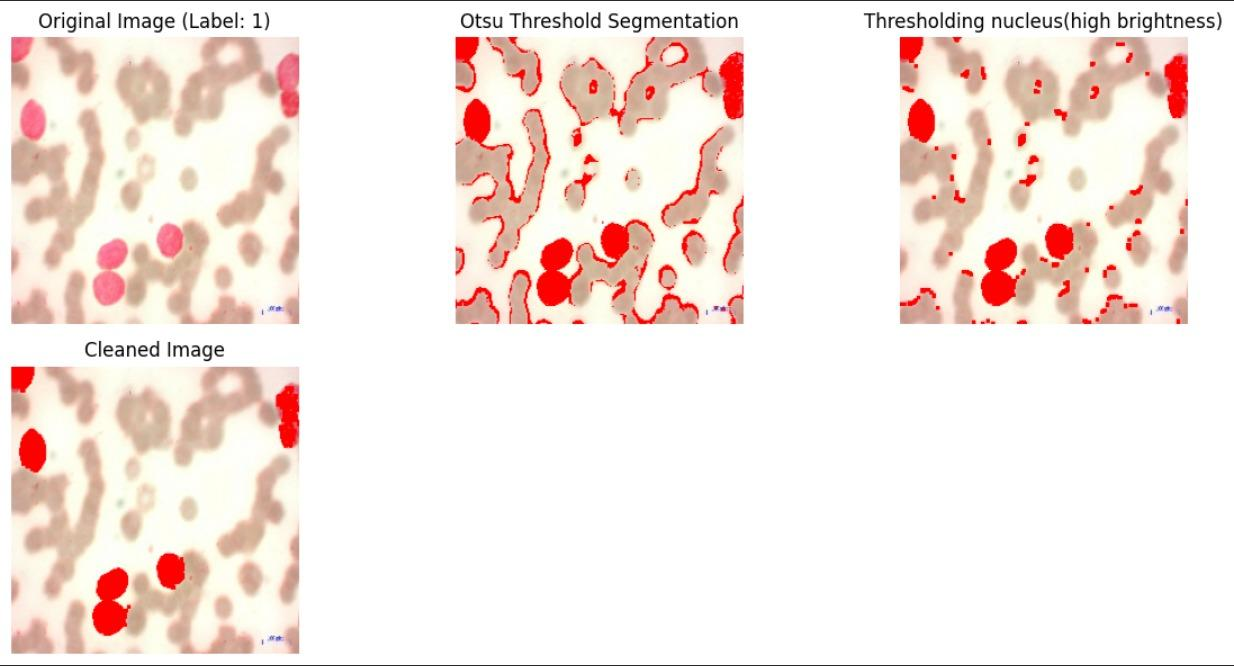 Original Image (Label: 1)
Otsu Threshold Segmentation
Thresholding nucleus(high brightness)
Cleaned Image